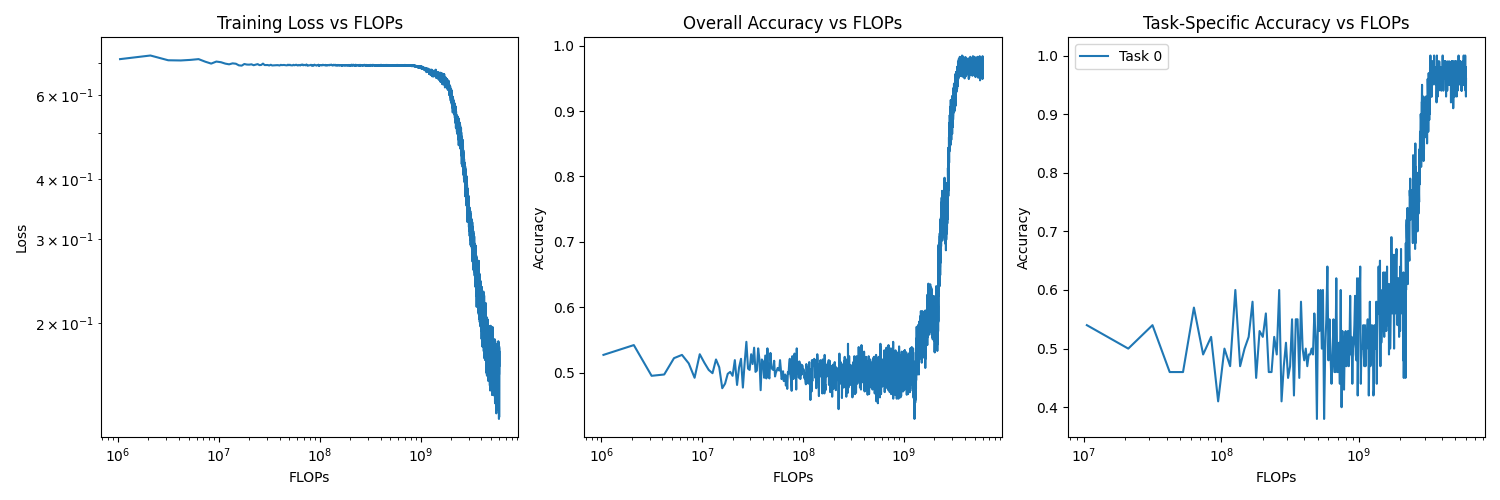 Training Loss vs FLOPs
Loss
6 × 10⁻¹
4 × 10⁻¹
3 × 10⁻¹
2 × 10⁻¹
10⁶ 10⁷ 10⁸ 10⁹
FLOPs
Overall Accuracy vs FLOPs
Accuracy
1.0
0.9
0.8
0.7
0.6
0.5
10⁶ 10⁷ 10⁸ 10⁹
FLOPs
Task-Specific Accuracy vs FLOPs
Task 0
Accuracy
1.0
0.9
0.8
0.7
0.6
0.5
0.4
10⁷ 10⁸ 10⁹
FLOPs